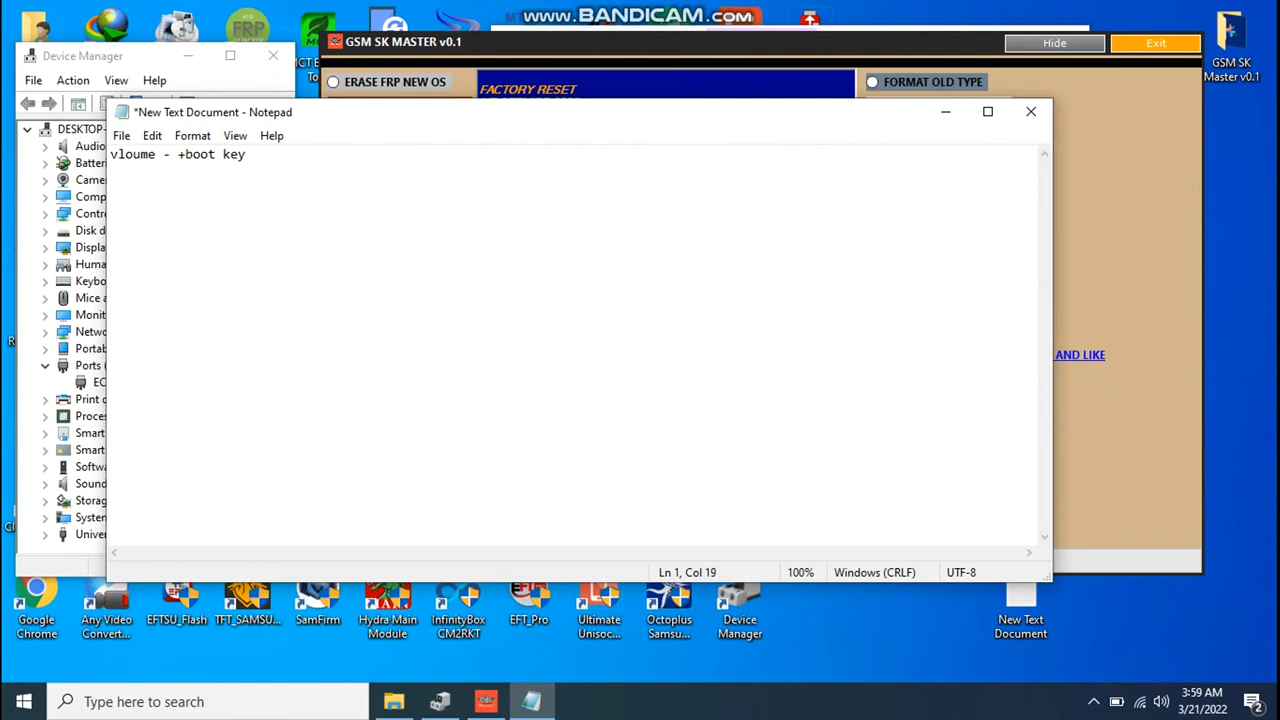 www.BANDICAM.com
GSM SK MASTER v0.1
Hide
Exit
GSM SK
Master v0.1
Device Manager
File Action View Help
ERASE FRP NEW OS
FACTORY RESET
FORMAT OLD TYPE
*New Text Document - Notepad
File Edit Format View Help
vloume - +boot key
DESKTOP-
Audio
Batter
Came
Comp
Contro
Disk d
Displa
Huma
Keybo
Mice a
Monit
Netwo
Portab
Ports (
EC
Print q
Proces
Smart
Smart
Softwa
Sound
Storag
System
Univer
AND LIKE
Ln 1, Col 19
100%
Windows (CRLF)
UTF-8
Google
Chrome
Any Video
Convert...
EFTSU_Flash
TFT_SAMSU...
SamFirm
Hydra Main
Module
InfinityBox
CM2RKT
EFT_Pro
Ultimate
Unisoc...
Octoplus
Samsu...
Device
Manager
New Text
Document
Type here to search
3:59 AM
3/21/2022
2